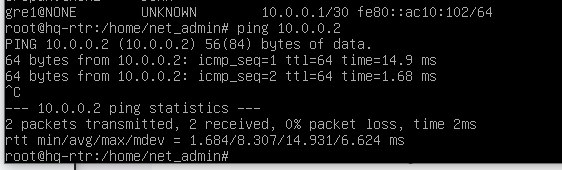 gre1@NONE UNKNOWN 10.0.0.1/30 fe80::ac10:102/64
root@hq-rtr:/home/net_admin# ping 10.0.0.2
PING 10.0.0.2 (10.0.0.2) 56(84) bytes of data.
64 bytes from 10.0.0.2: icmp_seq=1 ttl=64 time=14.9 ms
64 bytes from 10.0.0.2: icmp_seq=2 ttl=64 time=1.68 ms
^C
--- 10.0.0.2 ping statistics ---
2 packets transmitted, 2 received, 0% packet loss, time 2ms
rtt min/avg/max/mdev = 1.684/8.307/14.931/6.624 ms
root@hq-rtr:/home/net_admin#